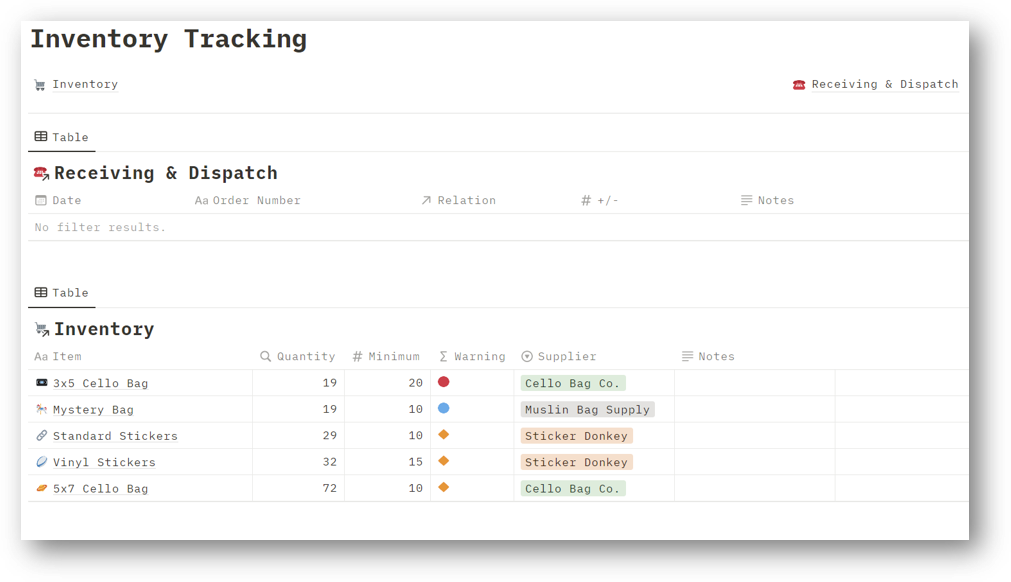 Inventory Tracking
Inventory Receiving & Dispatch
Table
Receiving & Dispatch
Date Aa Order Number Relation # +/- Notes
No filter results.
Table
Inventory
Aa Item Quantity # Minimum Σ Warning Supplier Notes
3x5 Cello Bag 19 20 Cello Bag Co.
Mystery Bag 19 10 Muslin Bag Supply
Standard Stickers 29 10 Sticker Donkey
Vinyl Stickers 32 15 Sticker Donkey
5x7 Cello Bag 72 10 Cello Bag Co.